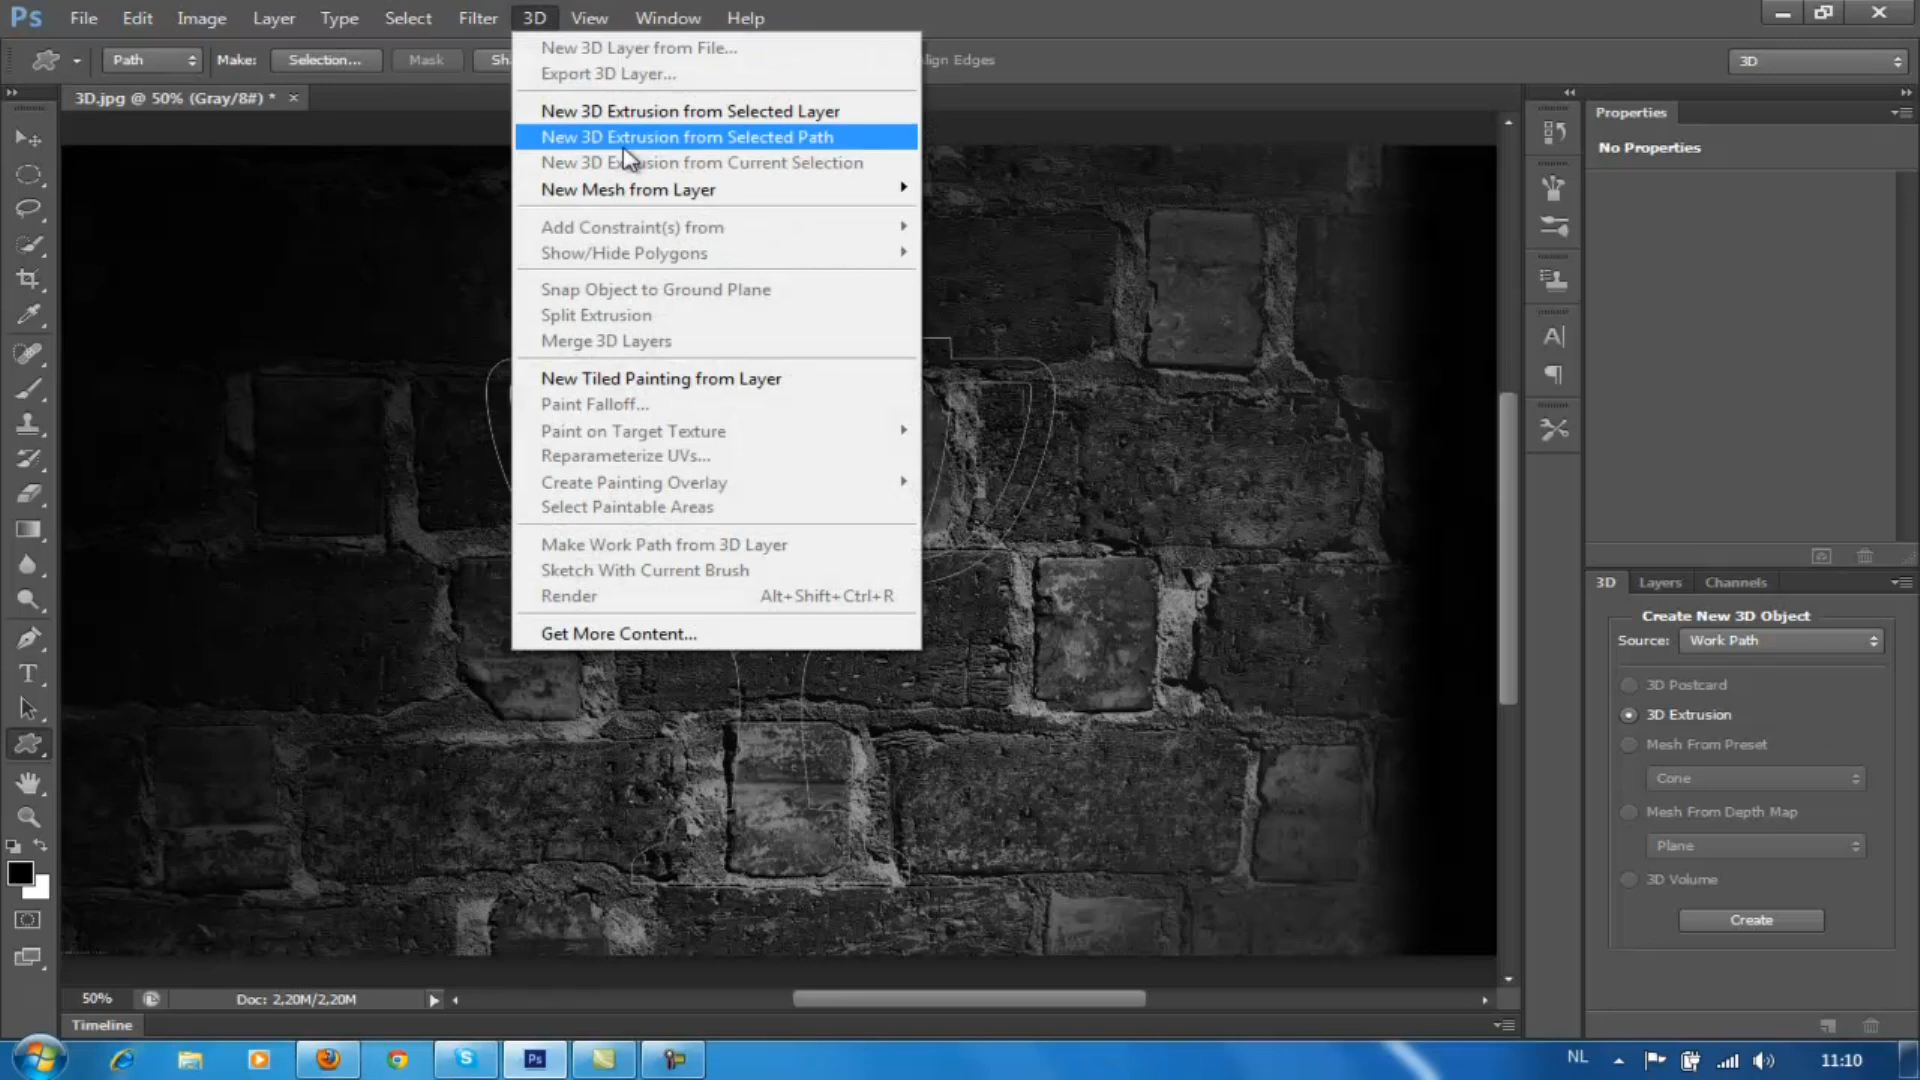 Ps File Edit Image Layer Type Select Filter 3D View Window Help
Path Make: Selection... Mask Sh lign Edges 3D
3D.jpg @ 50% (Gray/8#) * ×
New 3D Layer from File...
Export 3D Layer...
New 3D Extrusion from Selected Layer
New 3D Extrusion from Selected Path
New 3D Extrusion from Current Selection
New Mesh from Layer
Add Constraint(s) from
Show/Hide Polygons
Snap Object to Ground Plane
Split Extrusion
Merge 3D Layers
New Tiled Painting from Layer
Paint Falloff...
Paint on Target Texture
Reparameterize UVs...
Create Painting Overlay
Select Paintable Areas
Make Work Path from 3D Layer
Sketch With Current Brush
Render Alt+Shift+Ctrl+R
Get More Content...
Properties
No Properties
3D Layers Channels
Create New 3D Object
Source: Work Path
3D Postcard
3D Extrusion
Mesh From Preset
Cone
Mesh From Depth Map
Plane
3D Volume
Create
50% Doc: 2,20M/2,20M
Timeline
Ps NL 11:10